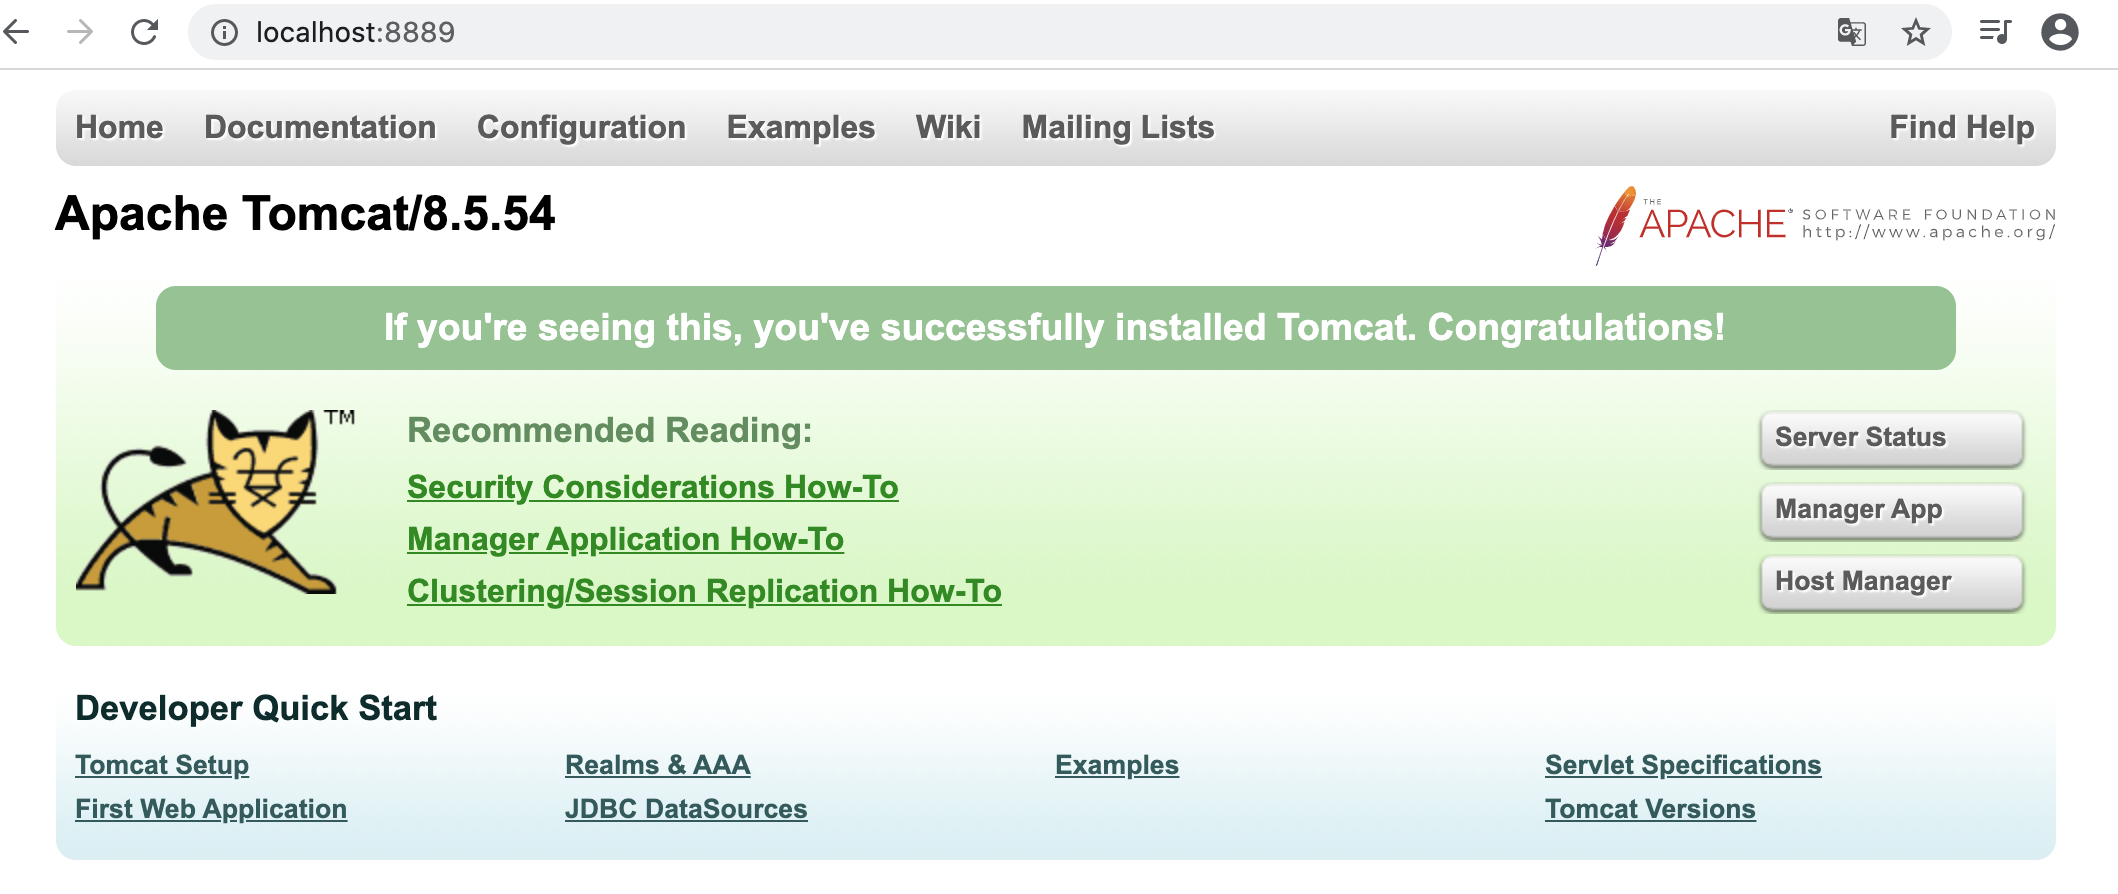 localhost:8889
Home Documentation Configuration Examples Wiki Mailing Lists Find Help
Apache Tomcat/8.5.54
THE APACHE® SOFTWARE FOUNDATION
http://www.apache.org/
If you're seeing this, you've successfully installed Tomcat. Congratulations!
TM
Recommended Reading:
Security Considerations How-To
Manager Application How-To
Clustering/Session Replication How-To
Server Status
Manager App
Host Manager
Developer Quick Start
Tomcat Setup Realms & AAA Examples Servlet Specifications
First Web Application JDBC DataSources Tomcat Versions